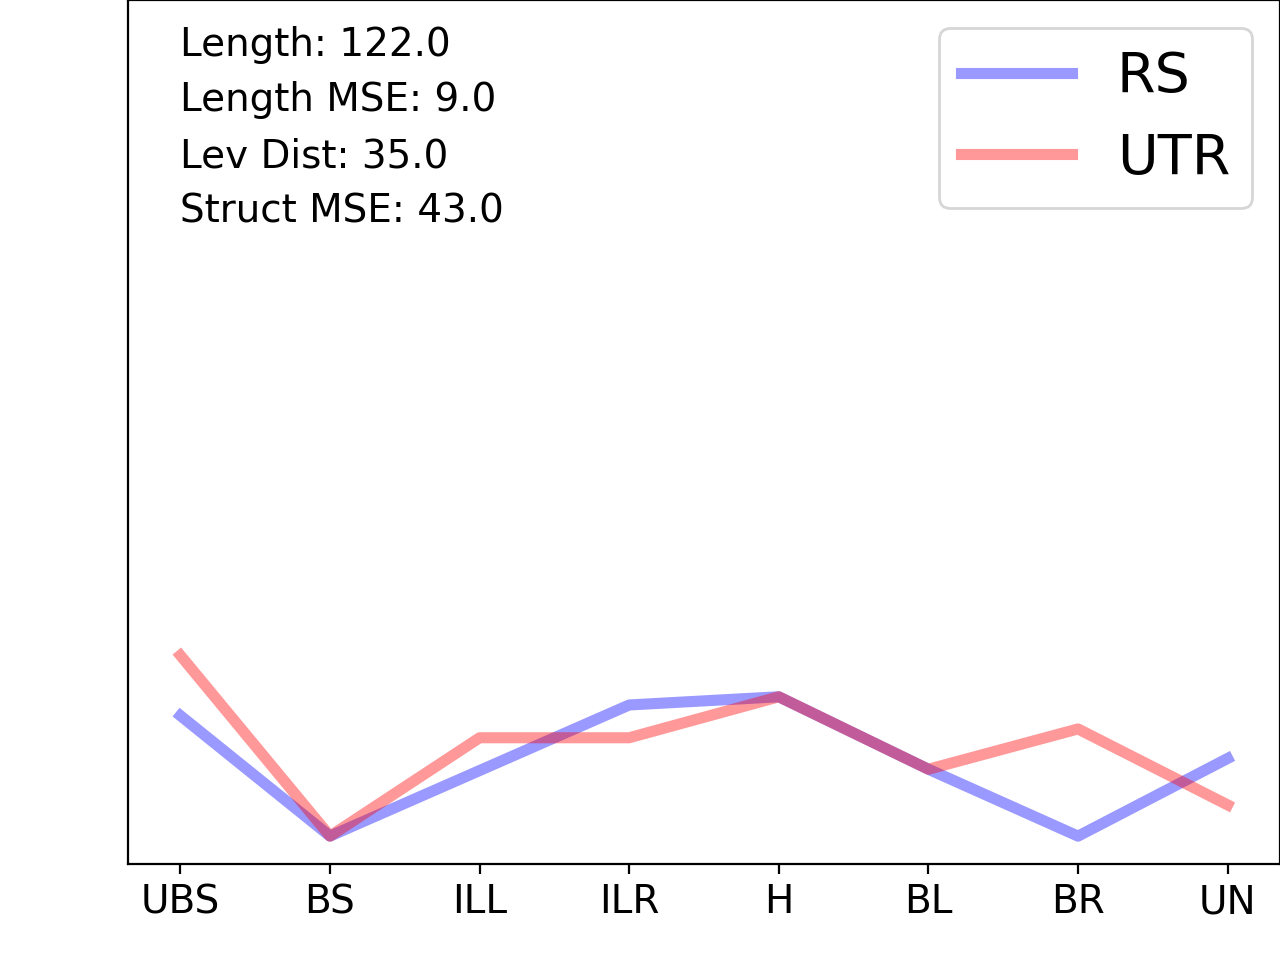 Length: 122.0
Length MSE: 9.0
Lev Dist: 35.0
Struct MSE: 43.0
RS
UTR
UBS BS ILL ILR H BL BR UN